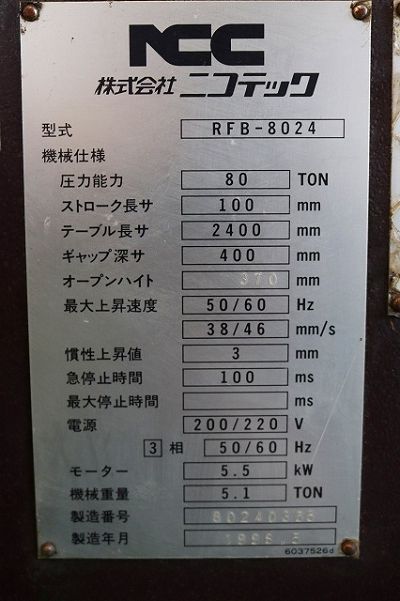 NCC
株式会社 ニコテック
型式 RFB-8024
機械仕様
圧力能力 80 TON
ストローク長サ 100 mm
テーブル長サ 2400 mm
ギャップ深サ 400 mm
オープンハイト 370 mm
最大上昇速度 50/60 Hz
38/46 mm/s
慣性上昇値 3 mm
急停止時間 100 ms
最大停止時間 ms
電源 200/220 V
3 相 50/60 Hz
モーター 5.5 kW
機械重量 5.1 TON
製造番号
製造年月
6037526d